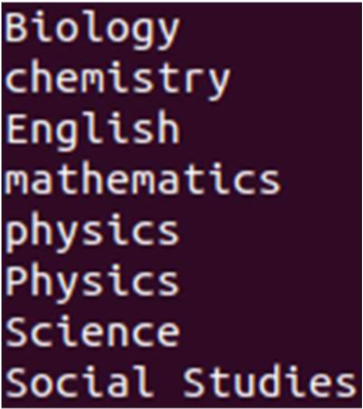 Biology
chemistry
English
mathematics
physics
Physics
Science
Social Studies